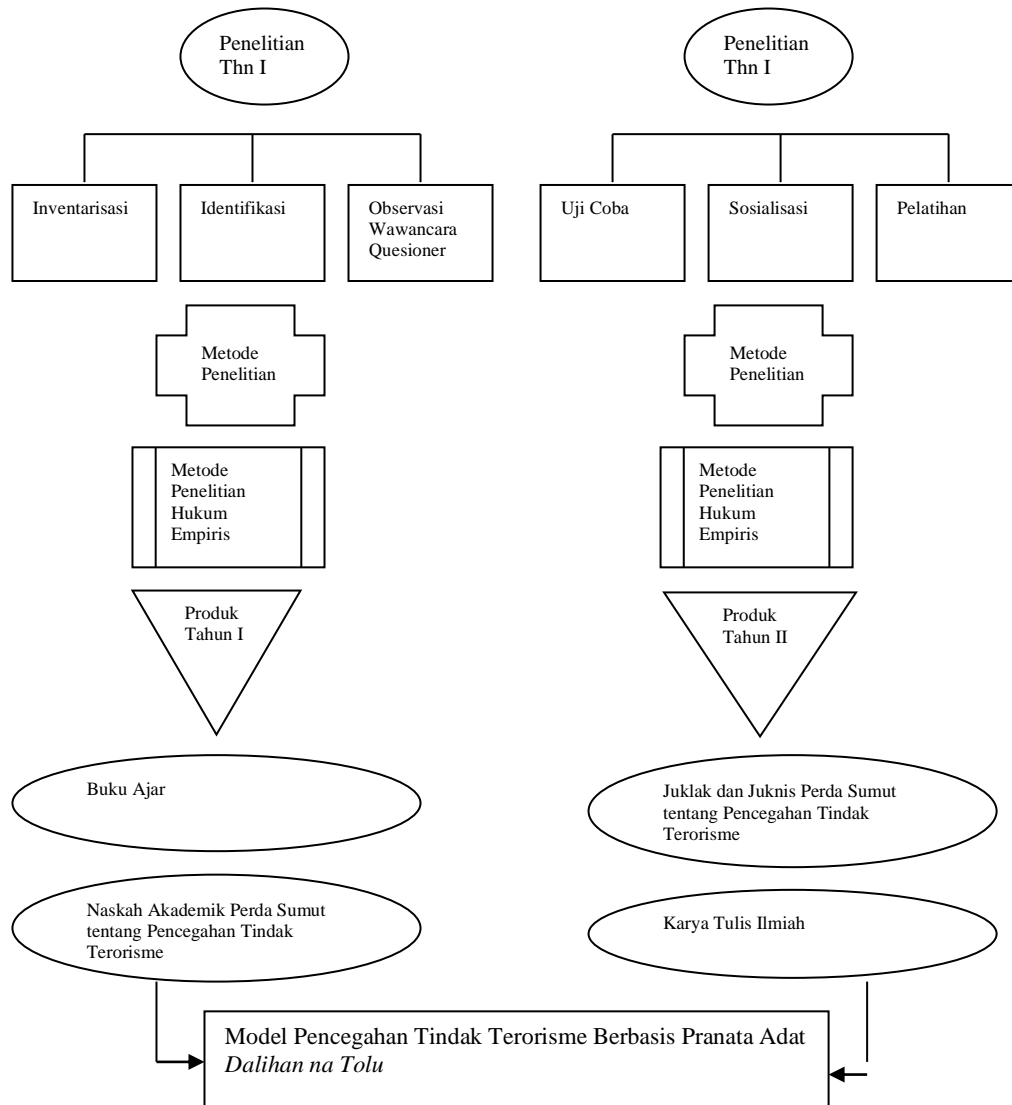 Penelitian
Thn I
Penelitian
Thn I
Inventarisasi
Identifikasi
Observasi
Wawancara
Quesioner
Uji Coba
Sosialisasi
Pelatihan
Metode
Penelitian
Metode
Penelitian
Metode
Penelitian
Hukum
Empiris
Metode
Penelitian
Hukum
Empiris
Produk
Tahun I
Produk
Tahun II
Buku Ajar
Juklak dan Juknis Perda Sumut
tentang Pencegahan Tindak
Terorisme
Naskah Akademik Perda Sumut
tentang Pencegahan Tindak
Terorisme
Karya Tulis Ilmiah
Model Pencegahan Tindak Terorisme Berbasis Pranata Adat
Dalihan na Tolu